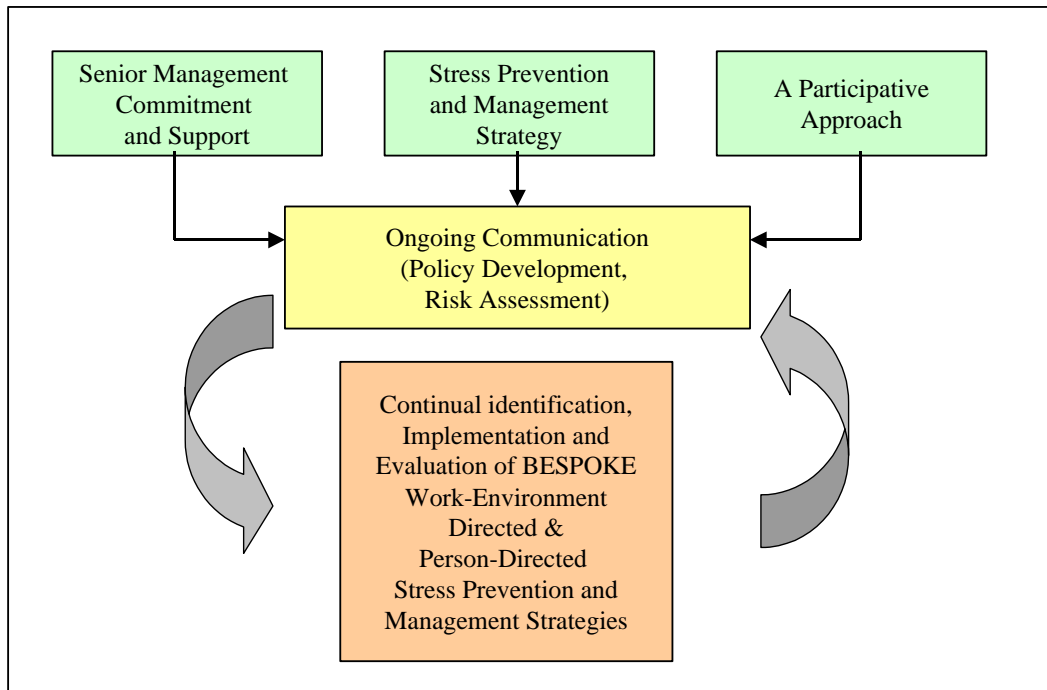 Senior Management
Commitment
and Support
Stress Prevention
and Management
Strategy
A Participative
Approach
Ongoing Communication
(Policy Development,
Risk Assessment)
Continual identification,
Implementation and
Evaluation of BESPOKE
Work-Environment
Directed &
Person-Directed
Stress Prevention and
Management Strategies